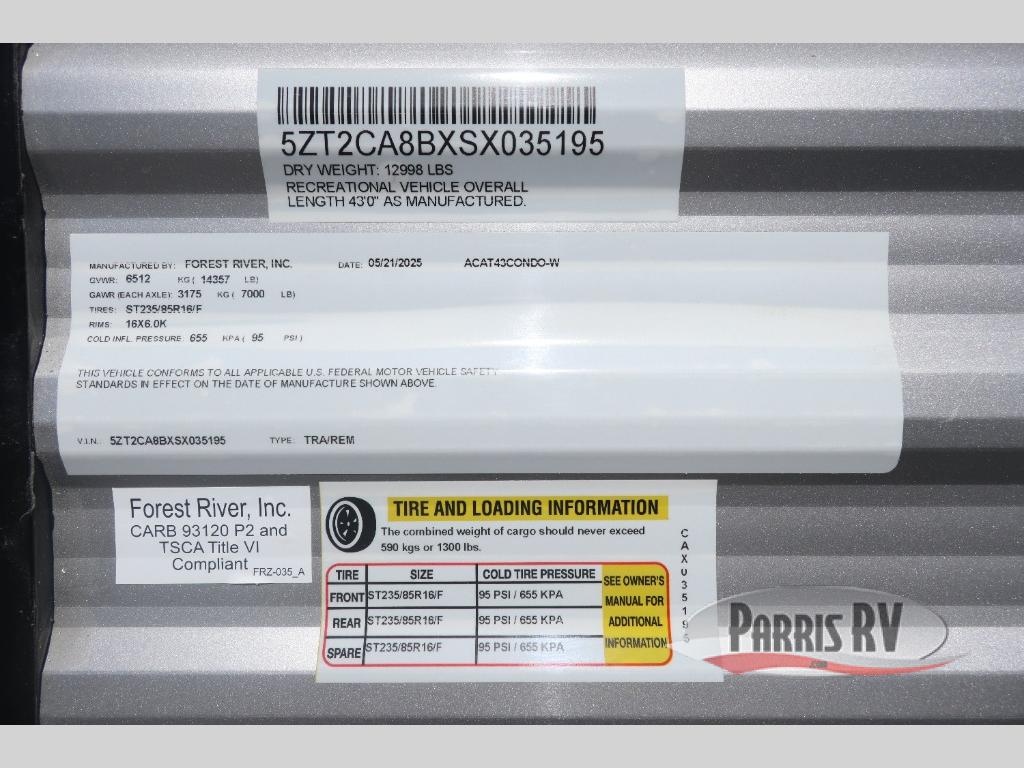 5ZT2CA8BXSX035195
DRY WEIGHT: 12998 LBS
RECREATIONAL VEHICLE OVERALL
LENGTH 43'0" AS MANUFACTURED.
MANUFACTURED BY: FOREST RIVER, INC. DATE: 05/21/2025 ACAT43CONDO-W
GVWR: 6512 KG ( 14357 LB)
GAWR (EACH AXLE): 3175 KG ( 7000 LB)
TIRES: ST235/85R16/F
RIMS: 16X6.0K
COLD INFL. PRESSURE: 655 KPA ( 95 PSI )
THIS VEHICLE CONFORMS TO ALL APPLICABLE U.S. FEDERAL MOTOR VEHICLE SAFETY
STANDARDS IN EFFECT ON THE DATE OF MANUFACTURE SHOWN ABOVE.
V.I.N.: 5ZT2CA8BXSX035195 TYPE: TRA/REM
Forest River, Inc.
CARB 93120 P2 and
TSCA Title VI
Compliant
FRZ-035_A
TIRE AND LOADING INFORMATION
The combined weight of cargo should never exceed
590 kgs or 1300 lbs.
TIRE SIZE COLD TIRE PRESSURE
FRONT ST235/85R16/F 95 PSI / 655 KPA
REAR ST235/85R16/F 95 PSI / 655 KPA
SPARE ST235/85R16/F 95 PSI / 655 KPA
SEE OWNER'S
MANUAL FOR
ADDITIONAL
INFORMATION
CAX035195
PARRIS RV
.com